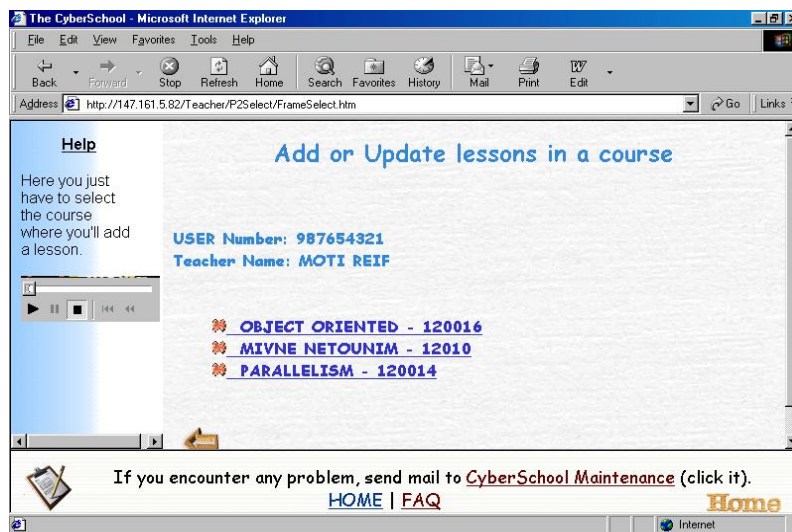 The CyberSchool - Microsoft Internet Explorer
File Edit View Favorites Tools Help
Back Forward Stop Refresh Home Search Favorites History Mail Print Edit
Address http://147.161.5.82/Teacher/P2Select/FrameSelect.htm Go Links
Help
Here you just
have to select
the course
where you'll add
a lesson.
Add or Update lessons in a course
USER Number: 987654321
Teacher Name: MOTI REIF
OBJECT ORIENTED - 120016
MIVNE NETOUNIM - 12010
PARALLELISM - 120014
If you encounter any problem, send mail to CyberSchool Maintenance (click it).
HOME | FAQ
Home
Internet